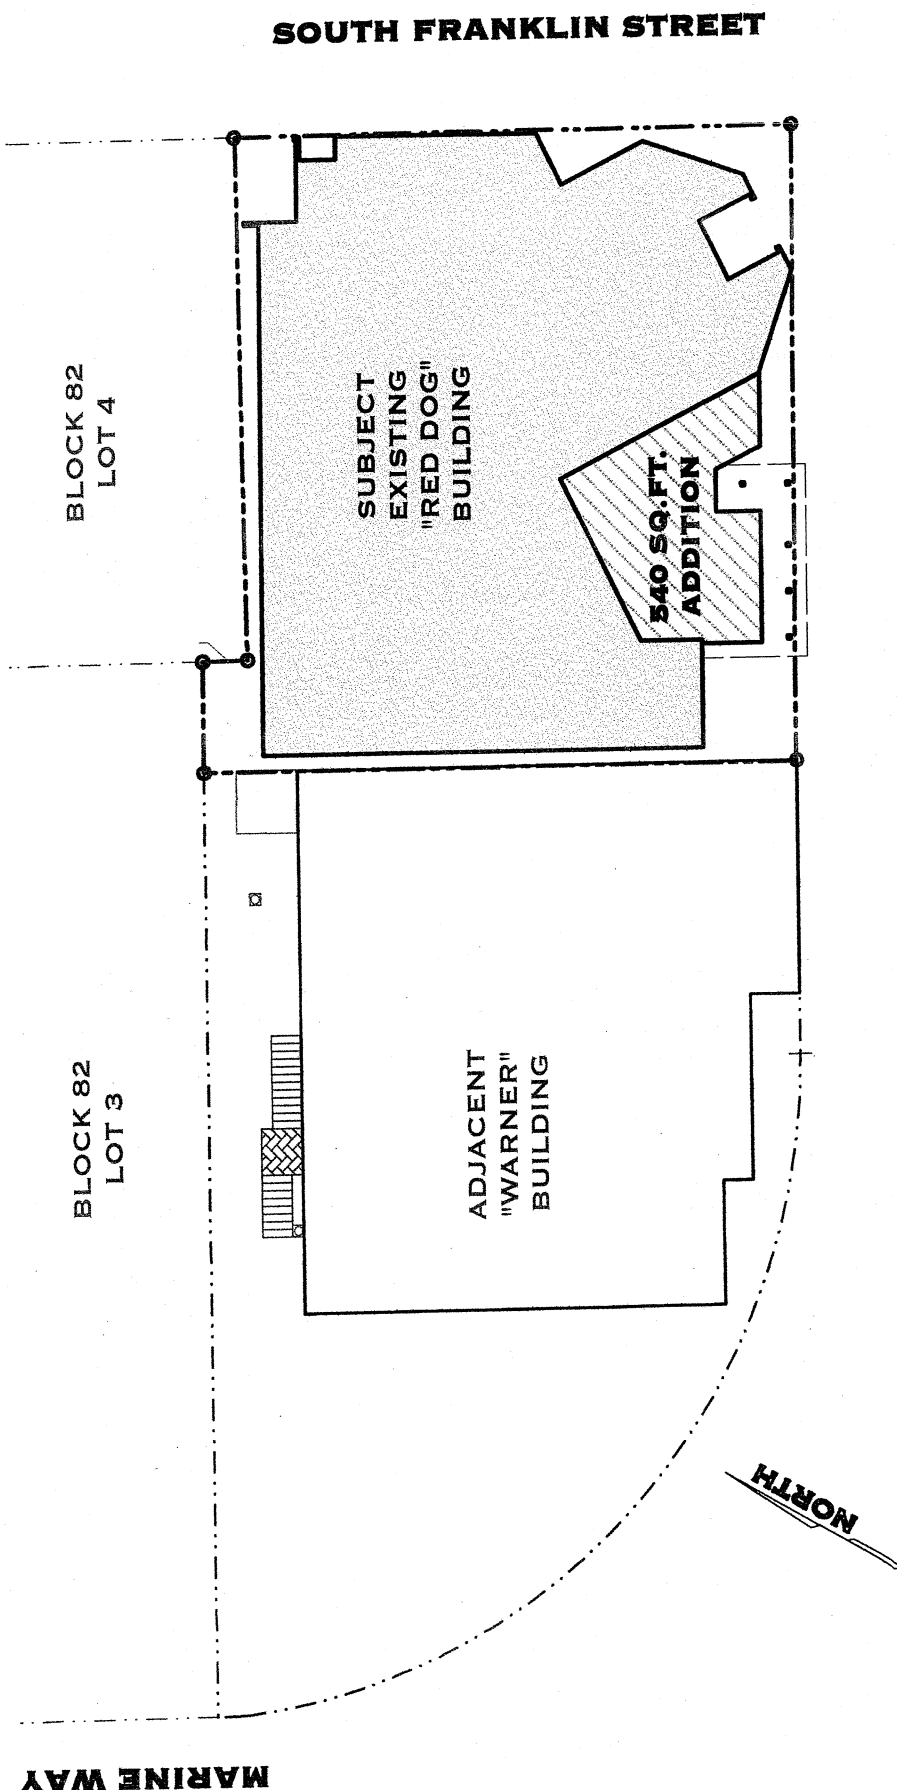 SOUTH FRANKLIN STREET
BLOCK 82
LOT 4
SUBJECT
EXISTING
"RED DOG"
BUILDING
540 SQ.FT.
ADDITION
BLOCK 82
LOT 3
ADJACENT
"WARNER"
BUILDING
NORTH
MARINE WAY